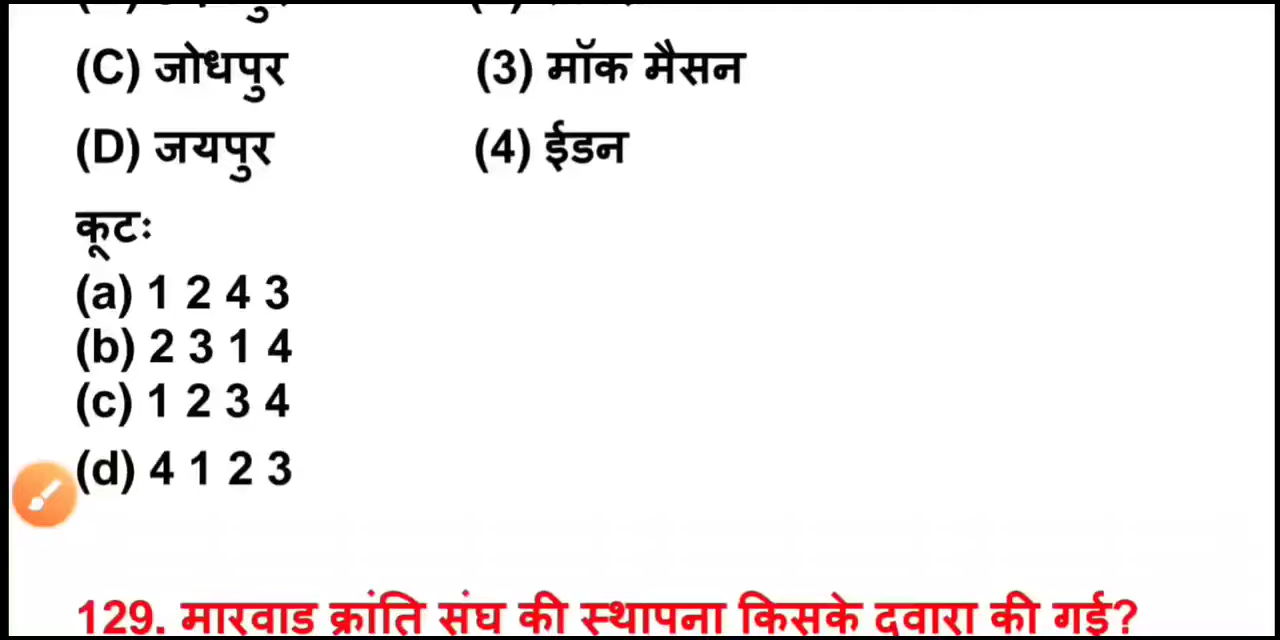 (C) जोधपुर (3) मॉक मैसन
(D) जयपुर (4) ईडन
कूटः
(a) 1 2 4 3
(b) 2 3 1 4
(c) 1 2 3 4
(d) 4 1 2 3
129. मारवाड क्रांति संघ की स्थापना किसके दवारा की गई?